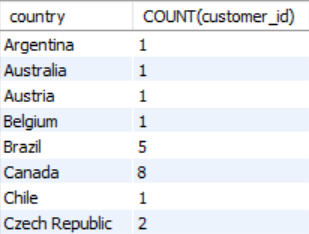 country COUNT(customer_id)
Argentina 1
Australia 1
Austria 1
Belgium 1
Brazil 5
Canada 8
Chile 1
Czech Republic 2